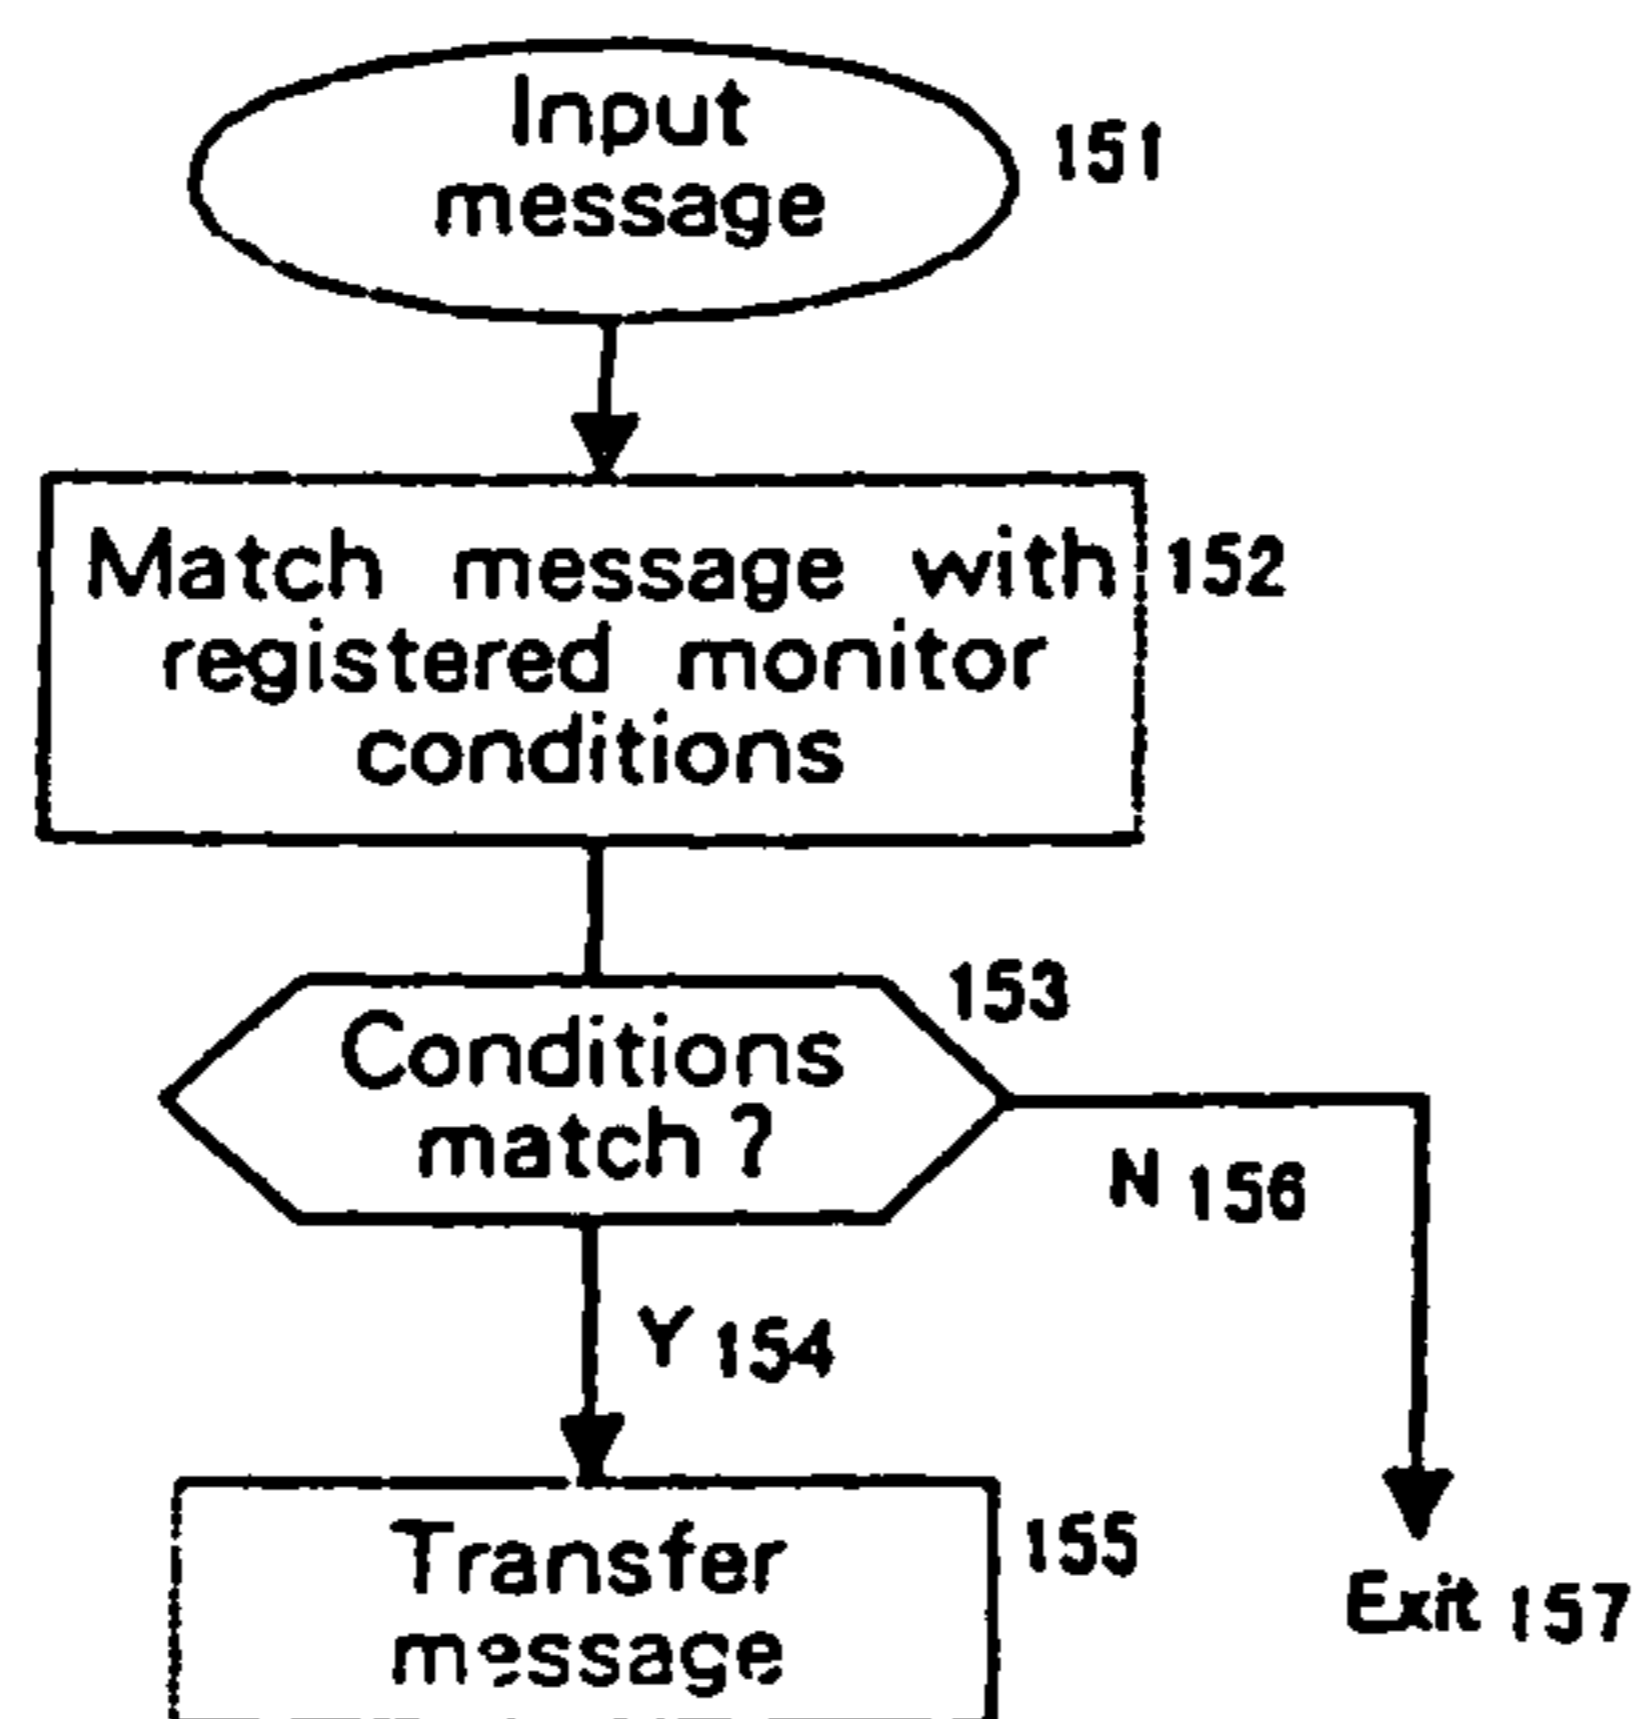 Input
message
151
Match message with
registered monitor
conditions
152
153
Conditions
match ?
N 156
Y 154
Transfer
message
155
Exit 157